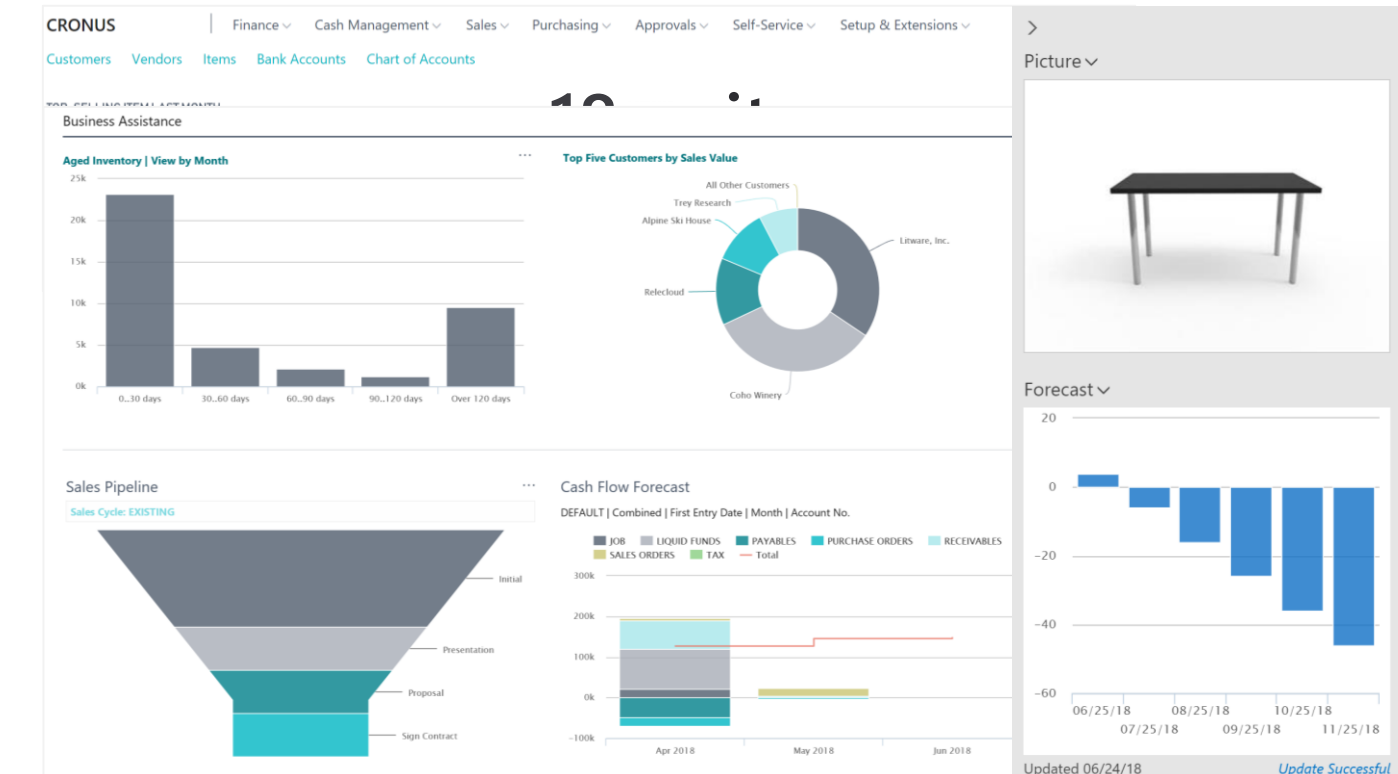 CRONUS
Finance Cash Management Sales Purchasing Approvals Self-Service Setup & Extensions
Customers Vendors Items Bank Accounts Chart of Accounts
TOP-SELLING ITEM LAST MONTH
Business Assistance
Aged Inventory | View by Month
...
25k
20k
15k
10k
5k
0k
0..30 days 30..60 days 60..90 days 90..120 days Over 120 days
Top Five Customers by Sales Value
All Other Customers
Trey Research
Alpine Ski House
Litware, Inc.
Relecloud
Coho Winery
Sales Pipeline
...
Sales Cycle: EXISTING
Initial
Presentation
Proposal
Sign Contract
Cash Flow Forecast
DEFAULT | Combined | First Entry Date | Month | Account No.
JOB LIQUID FUNDS PAYABLES PURCHASE ORDERS RECEIVABLES
SALES ORDERS TAX Total
300k
200k
100k
0k
-100k
Apr 2018 May 2018 Jun 2018
Picture
Forecast
20
0
-20
-40
-60
06/25/18 08/25/18 10/25/18
07/25/18 09/25/18 11/25/18
Updated 06/24/18 Update Successful